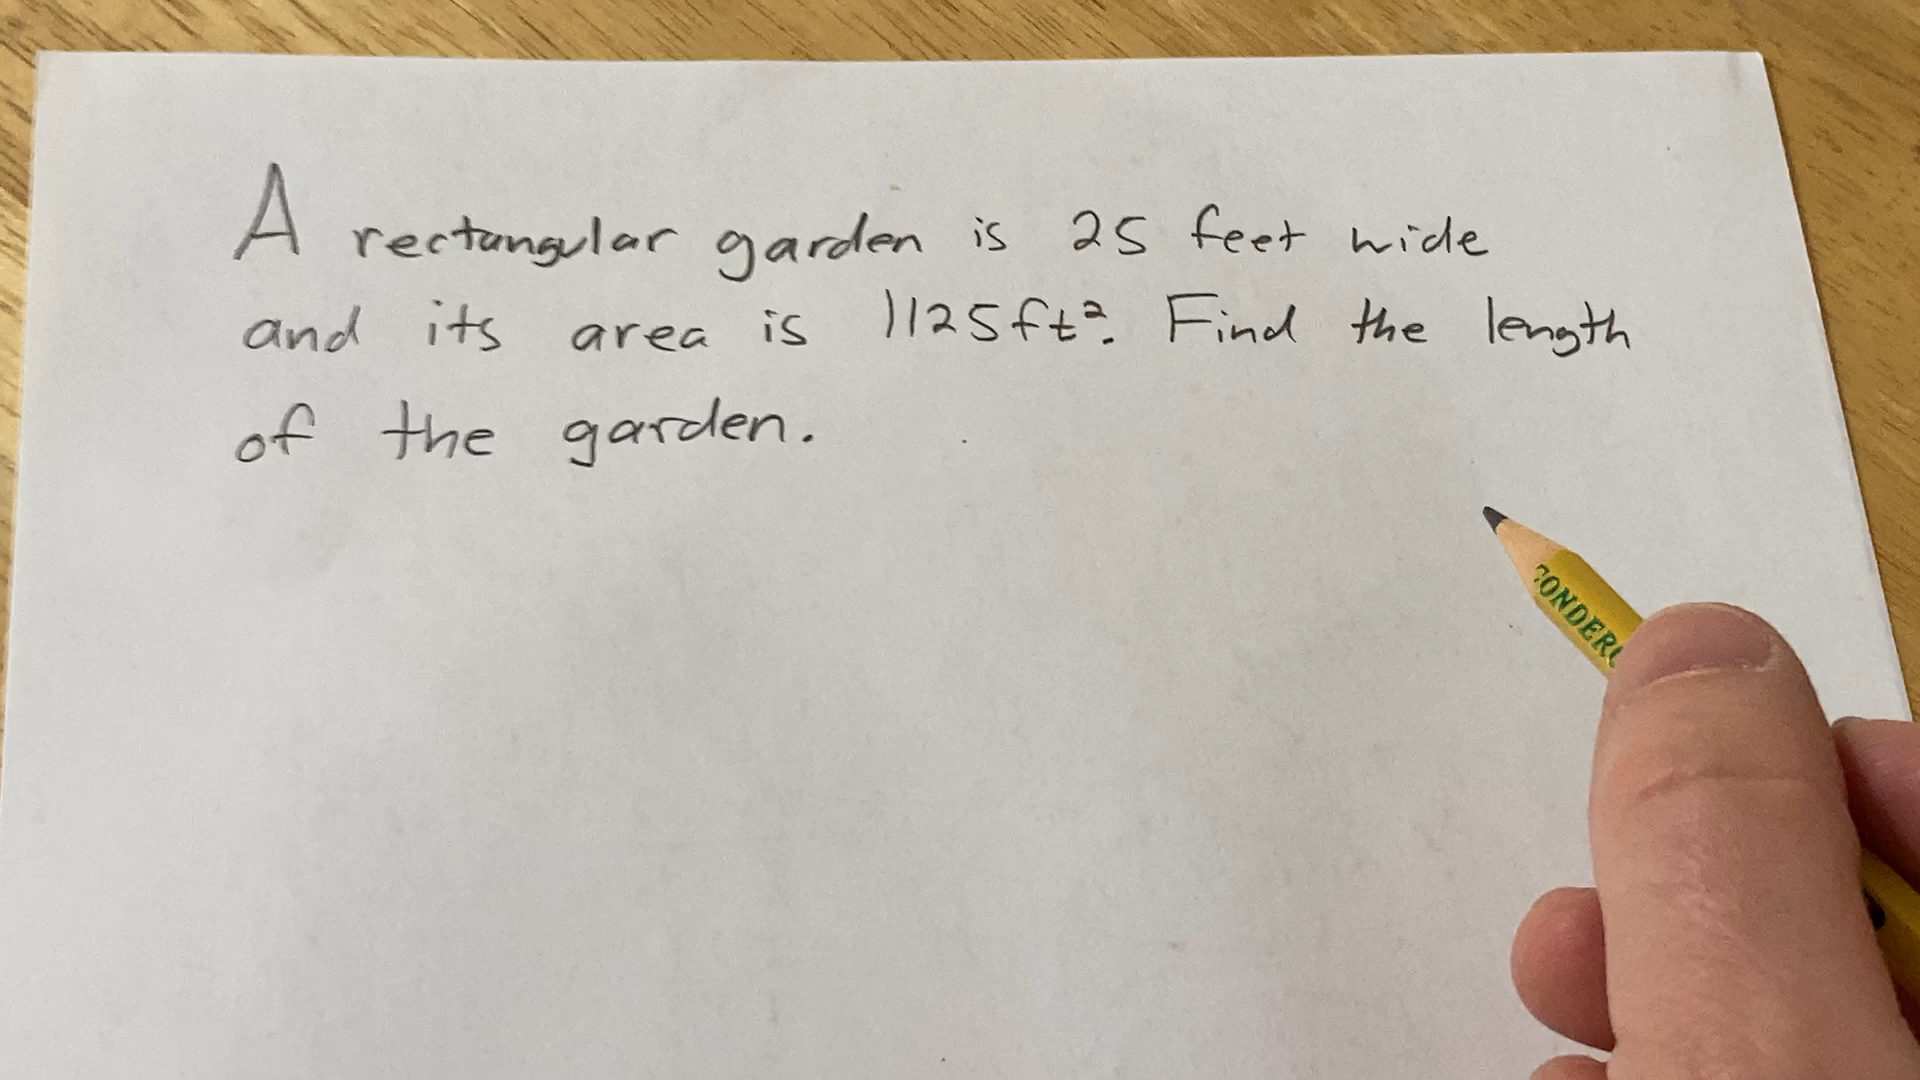 A rectangular garden is 25 feet wide
and its area is 1125ft². Find the length
of the garden.